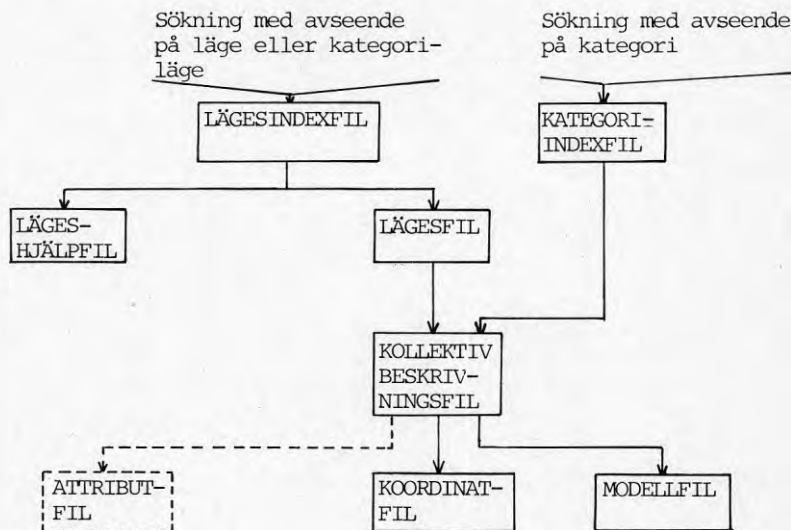 Sökning med avseende
på läge eller kategori-
läge
Sökning med avseende
på kategori
LÄGESINDEXFIL
KATEGORI-
INDEXFIL
LÄGES-
HJÄLPFIL
LÄGESFIL
KOLLEKTIV
BESKRIV-
NINGSFIL
ATTRIBUT-
FIL
KOORDINAT-
FIL
MODELLFIL